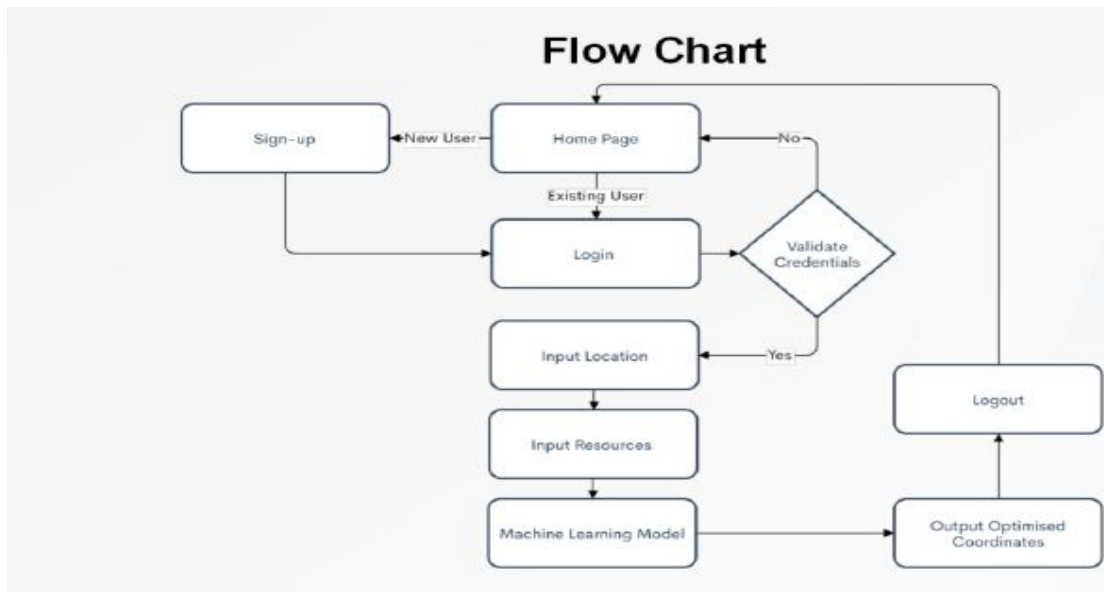 Flow Chart
Sign-up
New User
Home Page
No
Existing User
Login
Validate
Credentials
Input Location
Yes
Input Resources
Logout
Machine Learning Model
Output Optimised
Coordinates